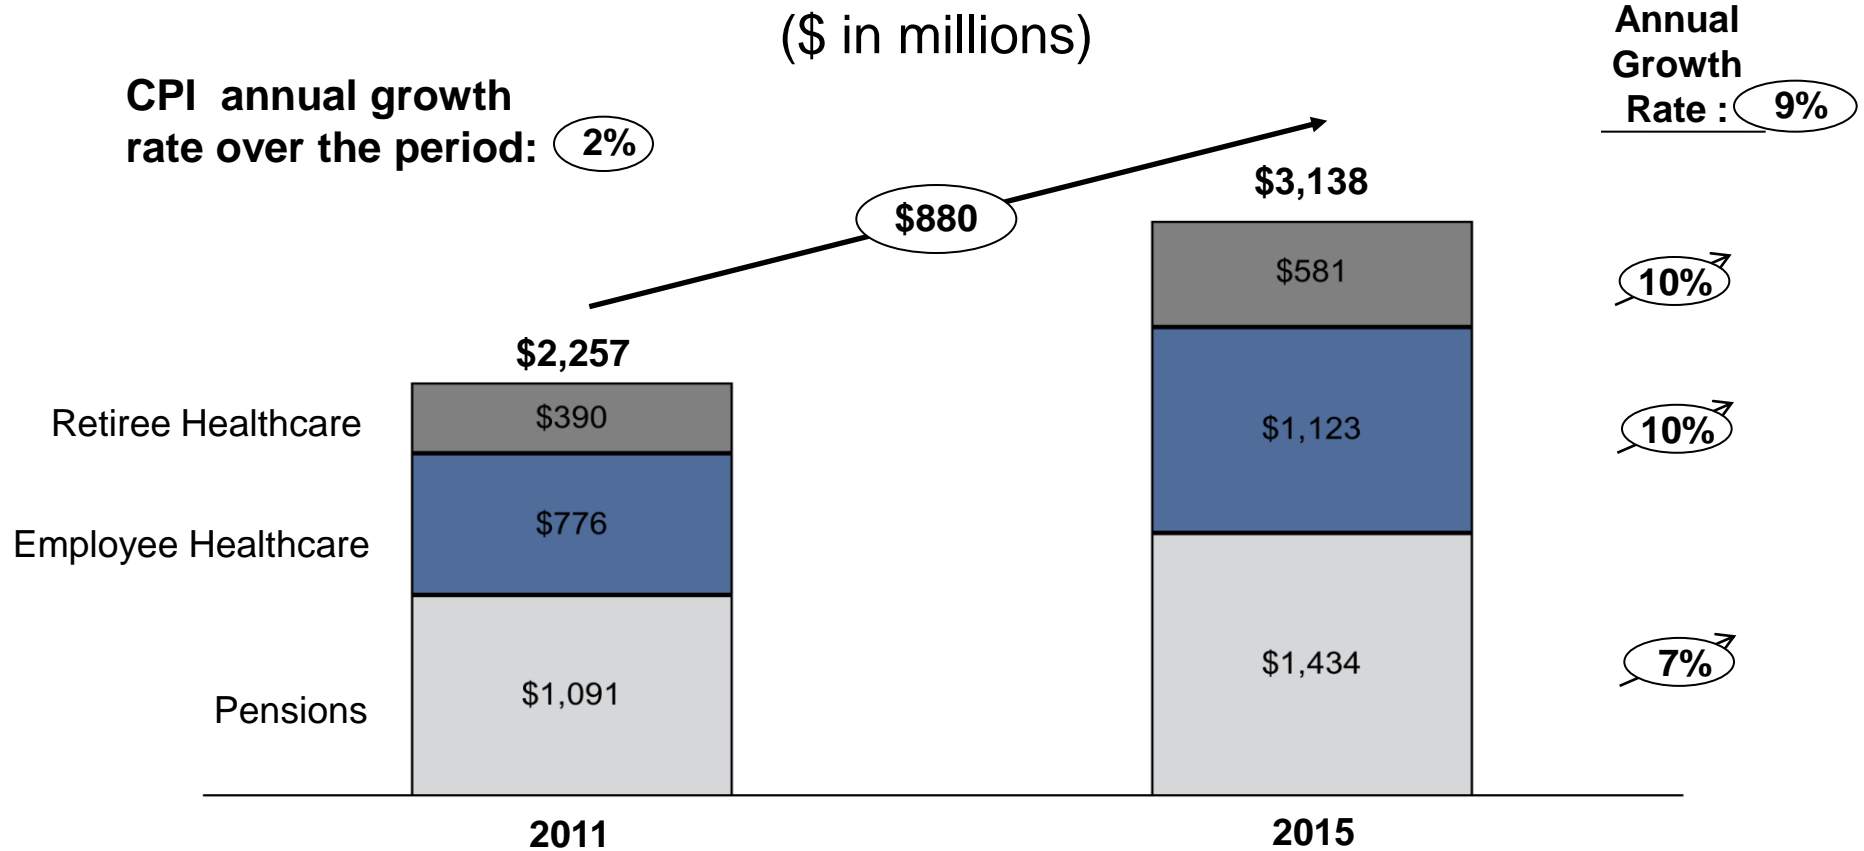 ($ in millions)
Annual
Growth
Rate : 9%
CPI annual growth
rate over the period: 2%
$880
$3,138
$2,257
$581
10%
Retiree Healthcare
$390
$1,123
10%
Employee Healthcare
$776
Pensions
$1,091
$1,434
7%
2011
2015